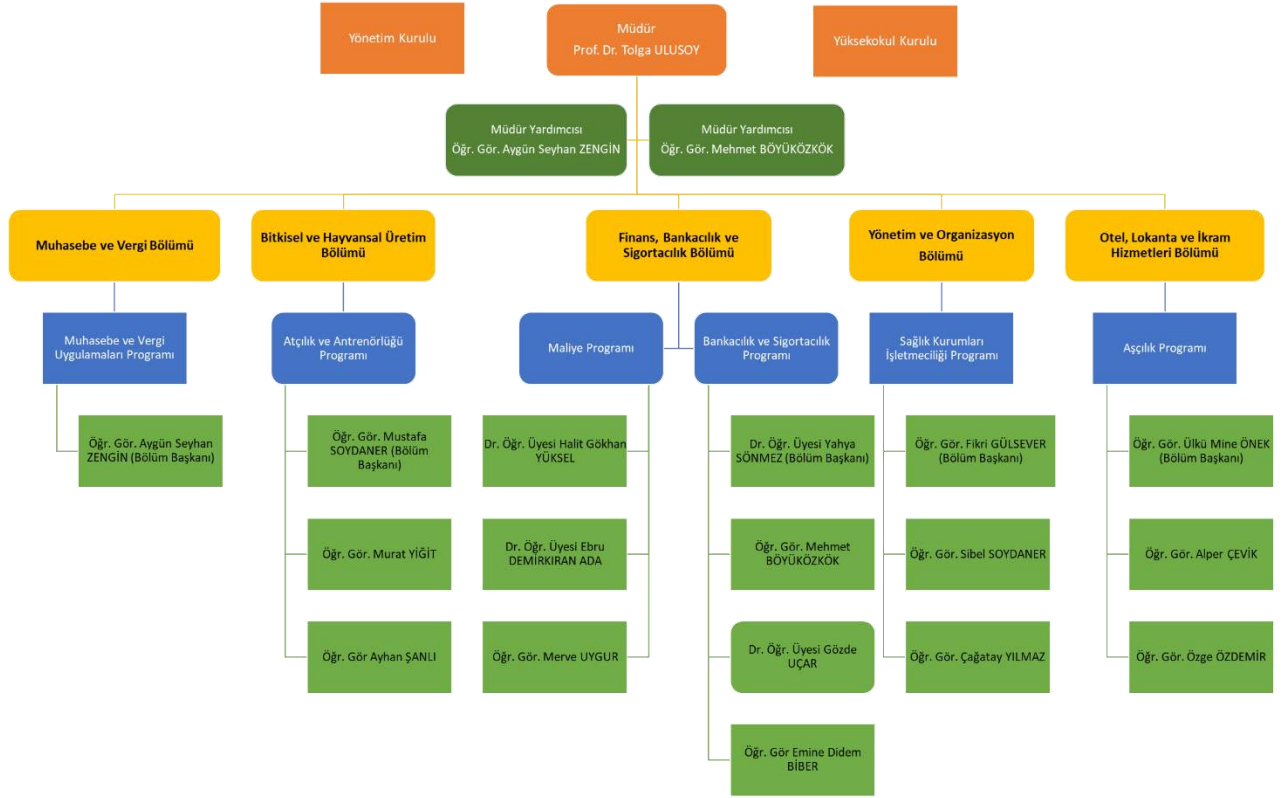 Yönetim Kurulu
Müdür
Prof. Dr. Tolga ULUSOY
Yüksekokul Kurulu
Müdür Yardımcısı
Öğr. Gör. Aygün Seyhan ZENGİN
Müdür Yardımcısı
Öğr. Gör. Mehmet BÖYÜKÖZKÖK
Muhasebe ve Vergi Bölümü
Bitkisel ve Hayvansal Üretim
Bölümü
Finans, Bankacılık ve
Sigortacılık Bölümü
Yönetim ve Organizasyon
Bölümü
Otel, Lokanta ve İkram
Hizmetleri Bölümü
Muhasebe ve Vergi
Uygulamaları Programı
Atçılık ve Antrenörlüğü
Programı
Maliye Programı
Bankacılık ve Sigortacılık
Programı
Sağlık Kurumları
İşletmeciliği Programı
Aşçılık Programı
Öğr. Gör. Aygün Seyhan
ZENGİN (Bölüm Başkanı)
Öğr. Gör. Mustafa
SOYDANER (Bölüm
Başkanı)
Dr. Öğr. Üyesi Halit Gökhan
YÜKSEL
Dr. Öğr. Üyesi Yahya
SÖNMEZ (Bölüm Başkanı)
Öğr. Gör. Fikri GÜLSEVER
(Bölüm Başkanı)
Öğr. Gör. Ülkü Mine ÖNEK
(Bölüm Başkanı)
Öğr. Gör. Murat YİĞİT
Dr. Öğr. Üyesi Ebru
DEMİRKIRAN ADA
Öğr. Gör. Mehmet
BÖYÜKÖZKÖK
Öğr. Gör. Sibel SOYDANER
Öğr. Gör. Alper ÇEVİK
Öğr. Gör Ayhan ŞANLI
Öğr. Gör. Merve UYGUR
Dr. Öğr. Üyesi Gözde
UÇAR
Öğr. Gör. Çağatay YILMAZ
Öğr. Gör. Özge ÖZDEMİR
Öğr. Gör Emine Didem
BİBER